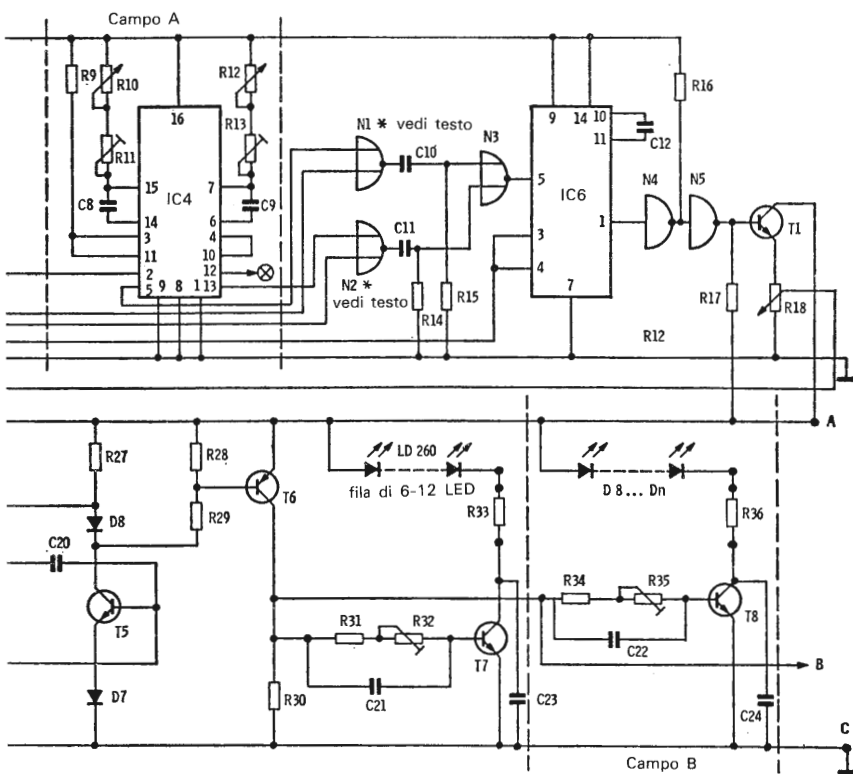 Campo A
R9
R10
R12
R16
16
9
14
10
11
C12
R13
N1 * vedi testo
N3
C10
R11
15
7
IC4
IC6
N4
N5
C8
C9
14
6
5
1
T1
3
4
C11
3
11
10
2
12
4
5
9
8
1
13
N2 *
vedi testo
R14
R15
7
R17
R18
R12
A
R27
R28
LD 260
T6
fila di 6-12 LED
D 8 ... Dn
D8
R29
R33
R36
C20
R34
R35
T5
R31
R32
T8
C22
T7
B
D7
R30
C21
C23
C24
C
Campo B